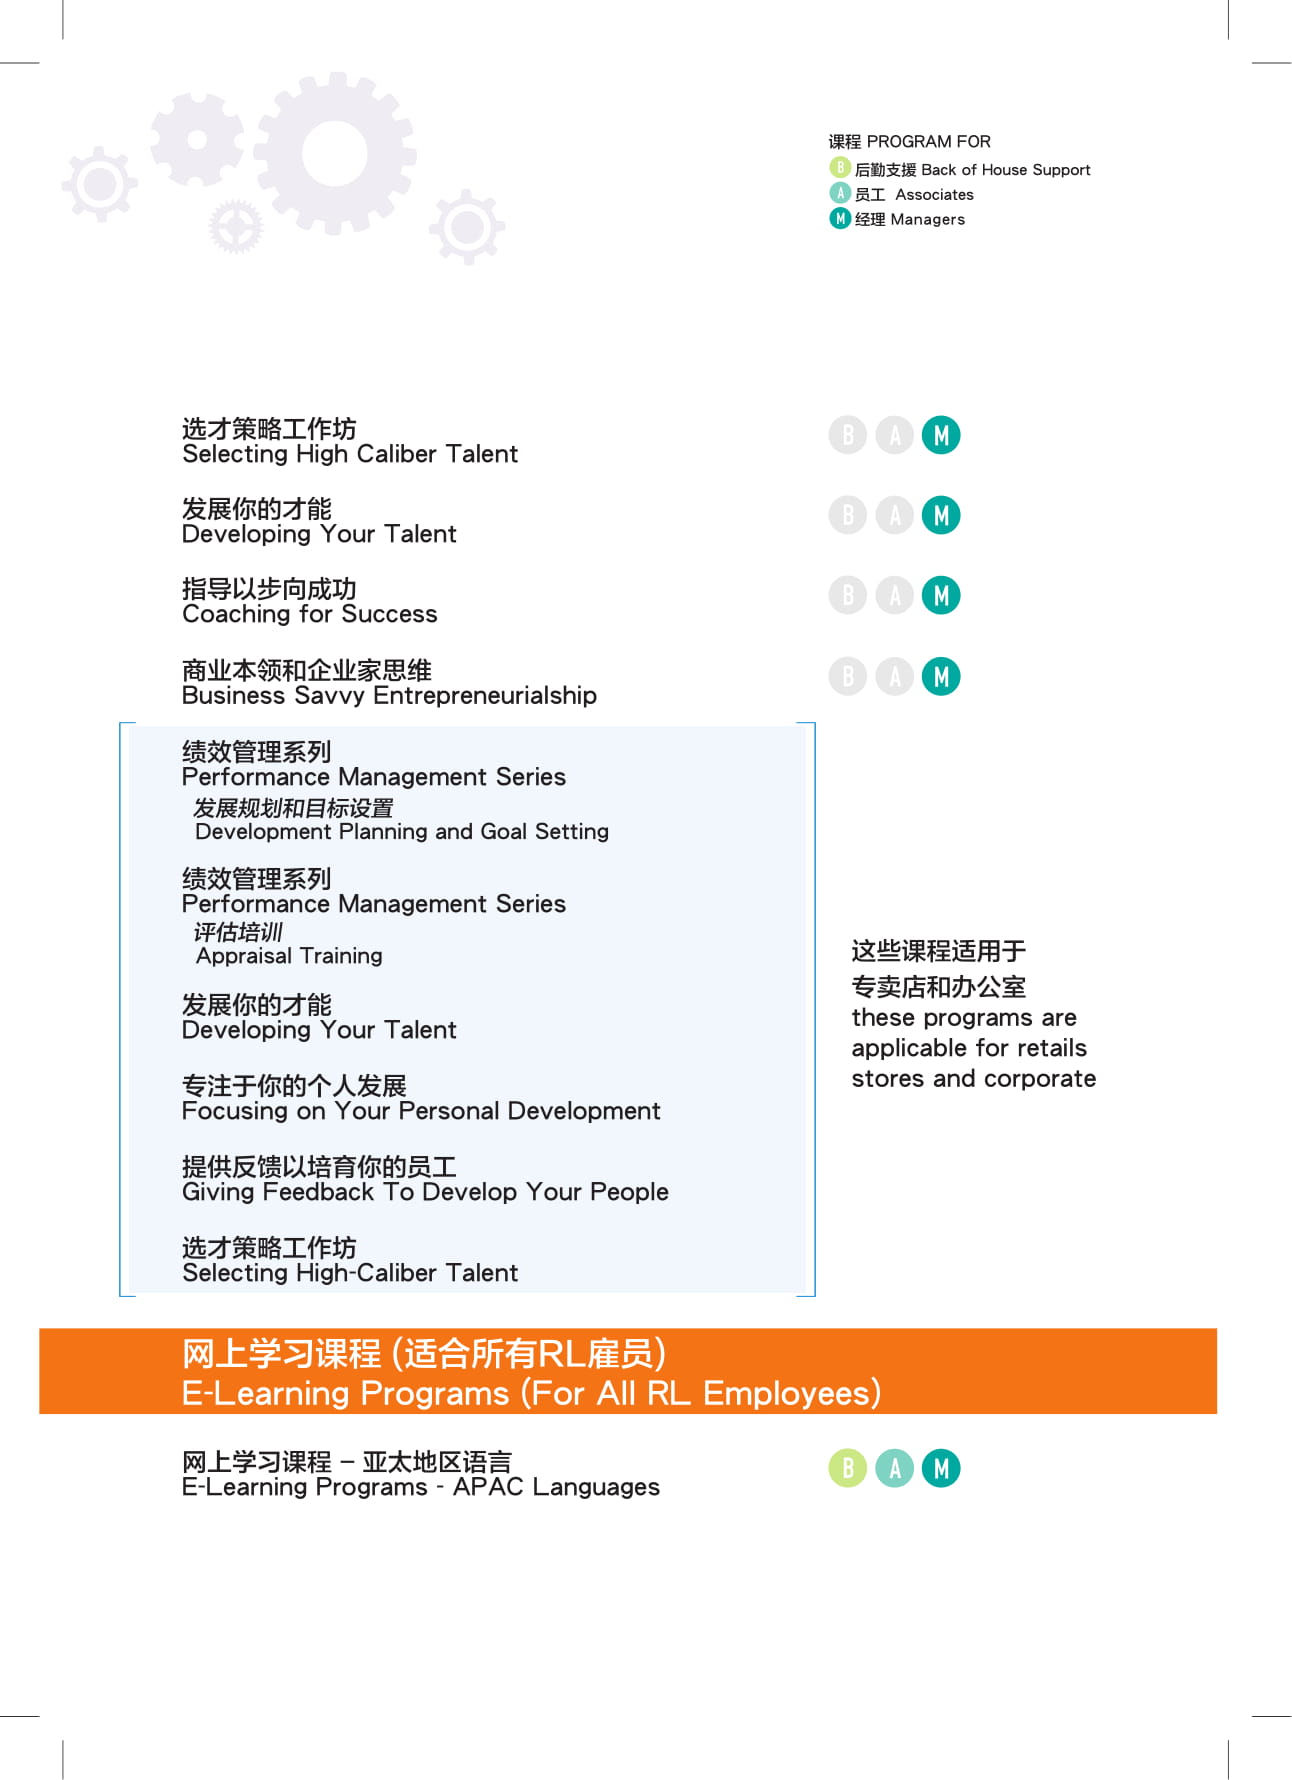 课程 PROGRAM FOR
B 后勤支援 Back of House Support
A 员工 Associates
M 经理 Managers
选才策略工作坊
Selecting High Caliber Talent
B A M
发展你的才能
Developing Your Talent
B A M
指导以步向成功
Coaching for Success
B A M
商业本领和企业家思维
Business Savvy Entrepreneurialship
B A M
绩效管理系列
Performance Management Series
发展规划和目标设置
Development Planning and Goal Setting
绩效管理系列
Performance Management Series
评估培训
Appraisal Training
发展你的才能
Developing Your Talent
专注于你的个人发展
Focusing on Your Personal Development
提供反馈以培育你的员工
Giving Feedback To Develop Your People
选才策略工作坊
Selecting High-Caliber Talent
这些课程适用于
专卖店和办公室
these programs are
applicable for retails
stores and corporate
网上学习课程 (适合所有RL雇员)
E-Learning Programs (For All RL Employees)
网上学习课程 – 亚太地区语言
E-Learning Programs - APAC Languages
B A M